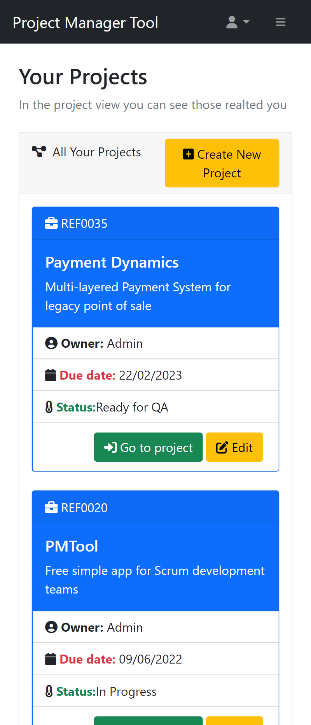 Project Manager Tool
Your Projects
In the project view you can see those realted you
All Your Projects
Create New
Project
REF0035
Payment Dynamics
Multi-layered Payment System for
legacy point of sale
Owner: Admin
Due date: 22/02/2023
Status:Ready for QA
Go to project
Edit
REF0020
PMTool
Free simple app for Scrum development
teams
Owner: Admin
Due date: 09/06/2022
Status:In Progress